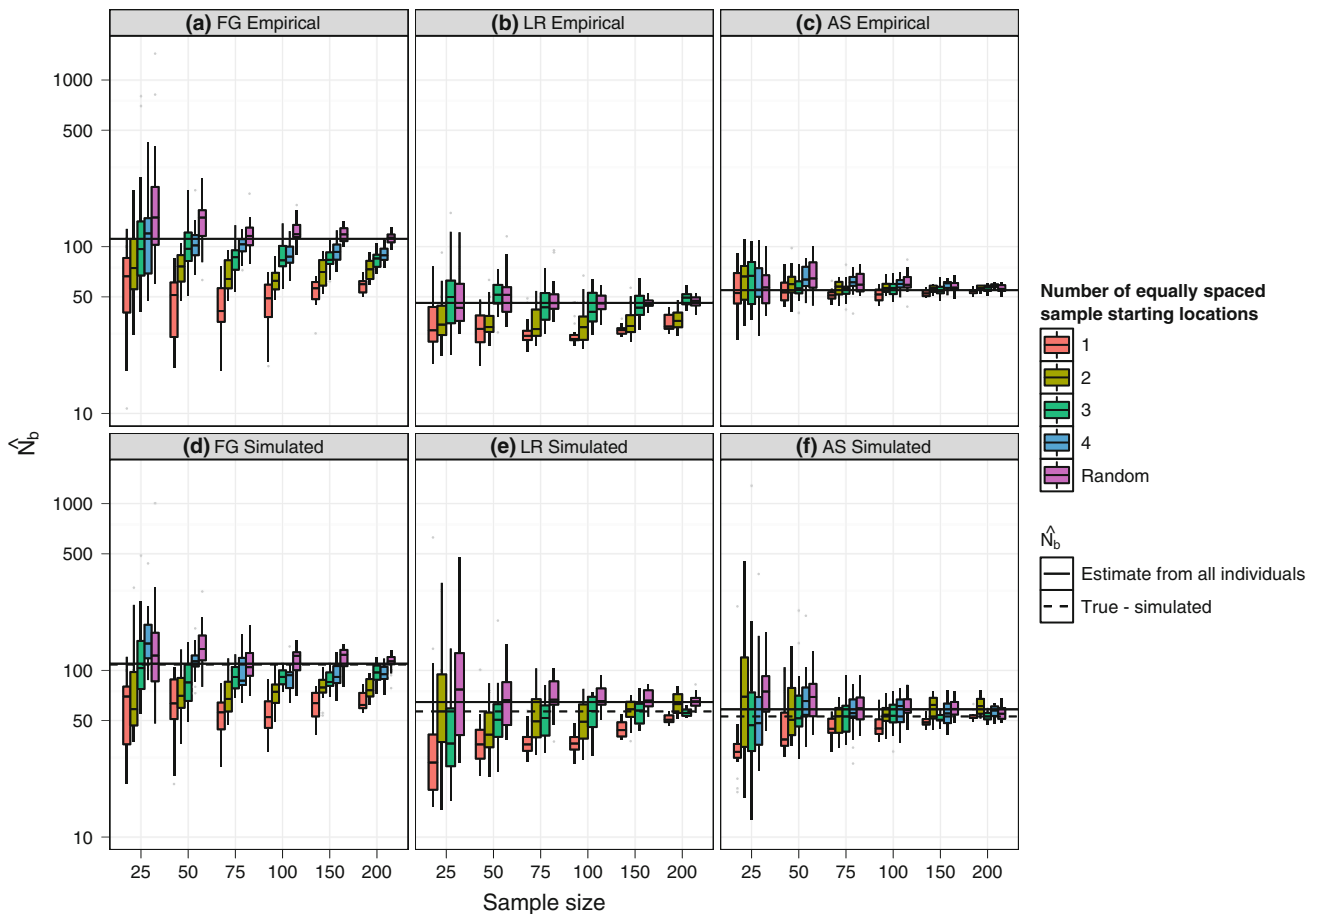 (a) FG Empirical
(b) LR Empirical
(c) AS Empirical
1000
500
100
50
10
N̂b
(d) FG Simulated
(e) LR Simulated
(f) AS Simulated
1000
500
100
50
10
25 50 75 100 150 200
25 50 75 100 150 200
25 50 75 100 150 200
Sample size
Number of equally spaced
sample starting locations
1
2
3
4
Random
N̂b
Estimate from all individuals
True - simulated